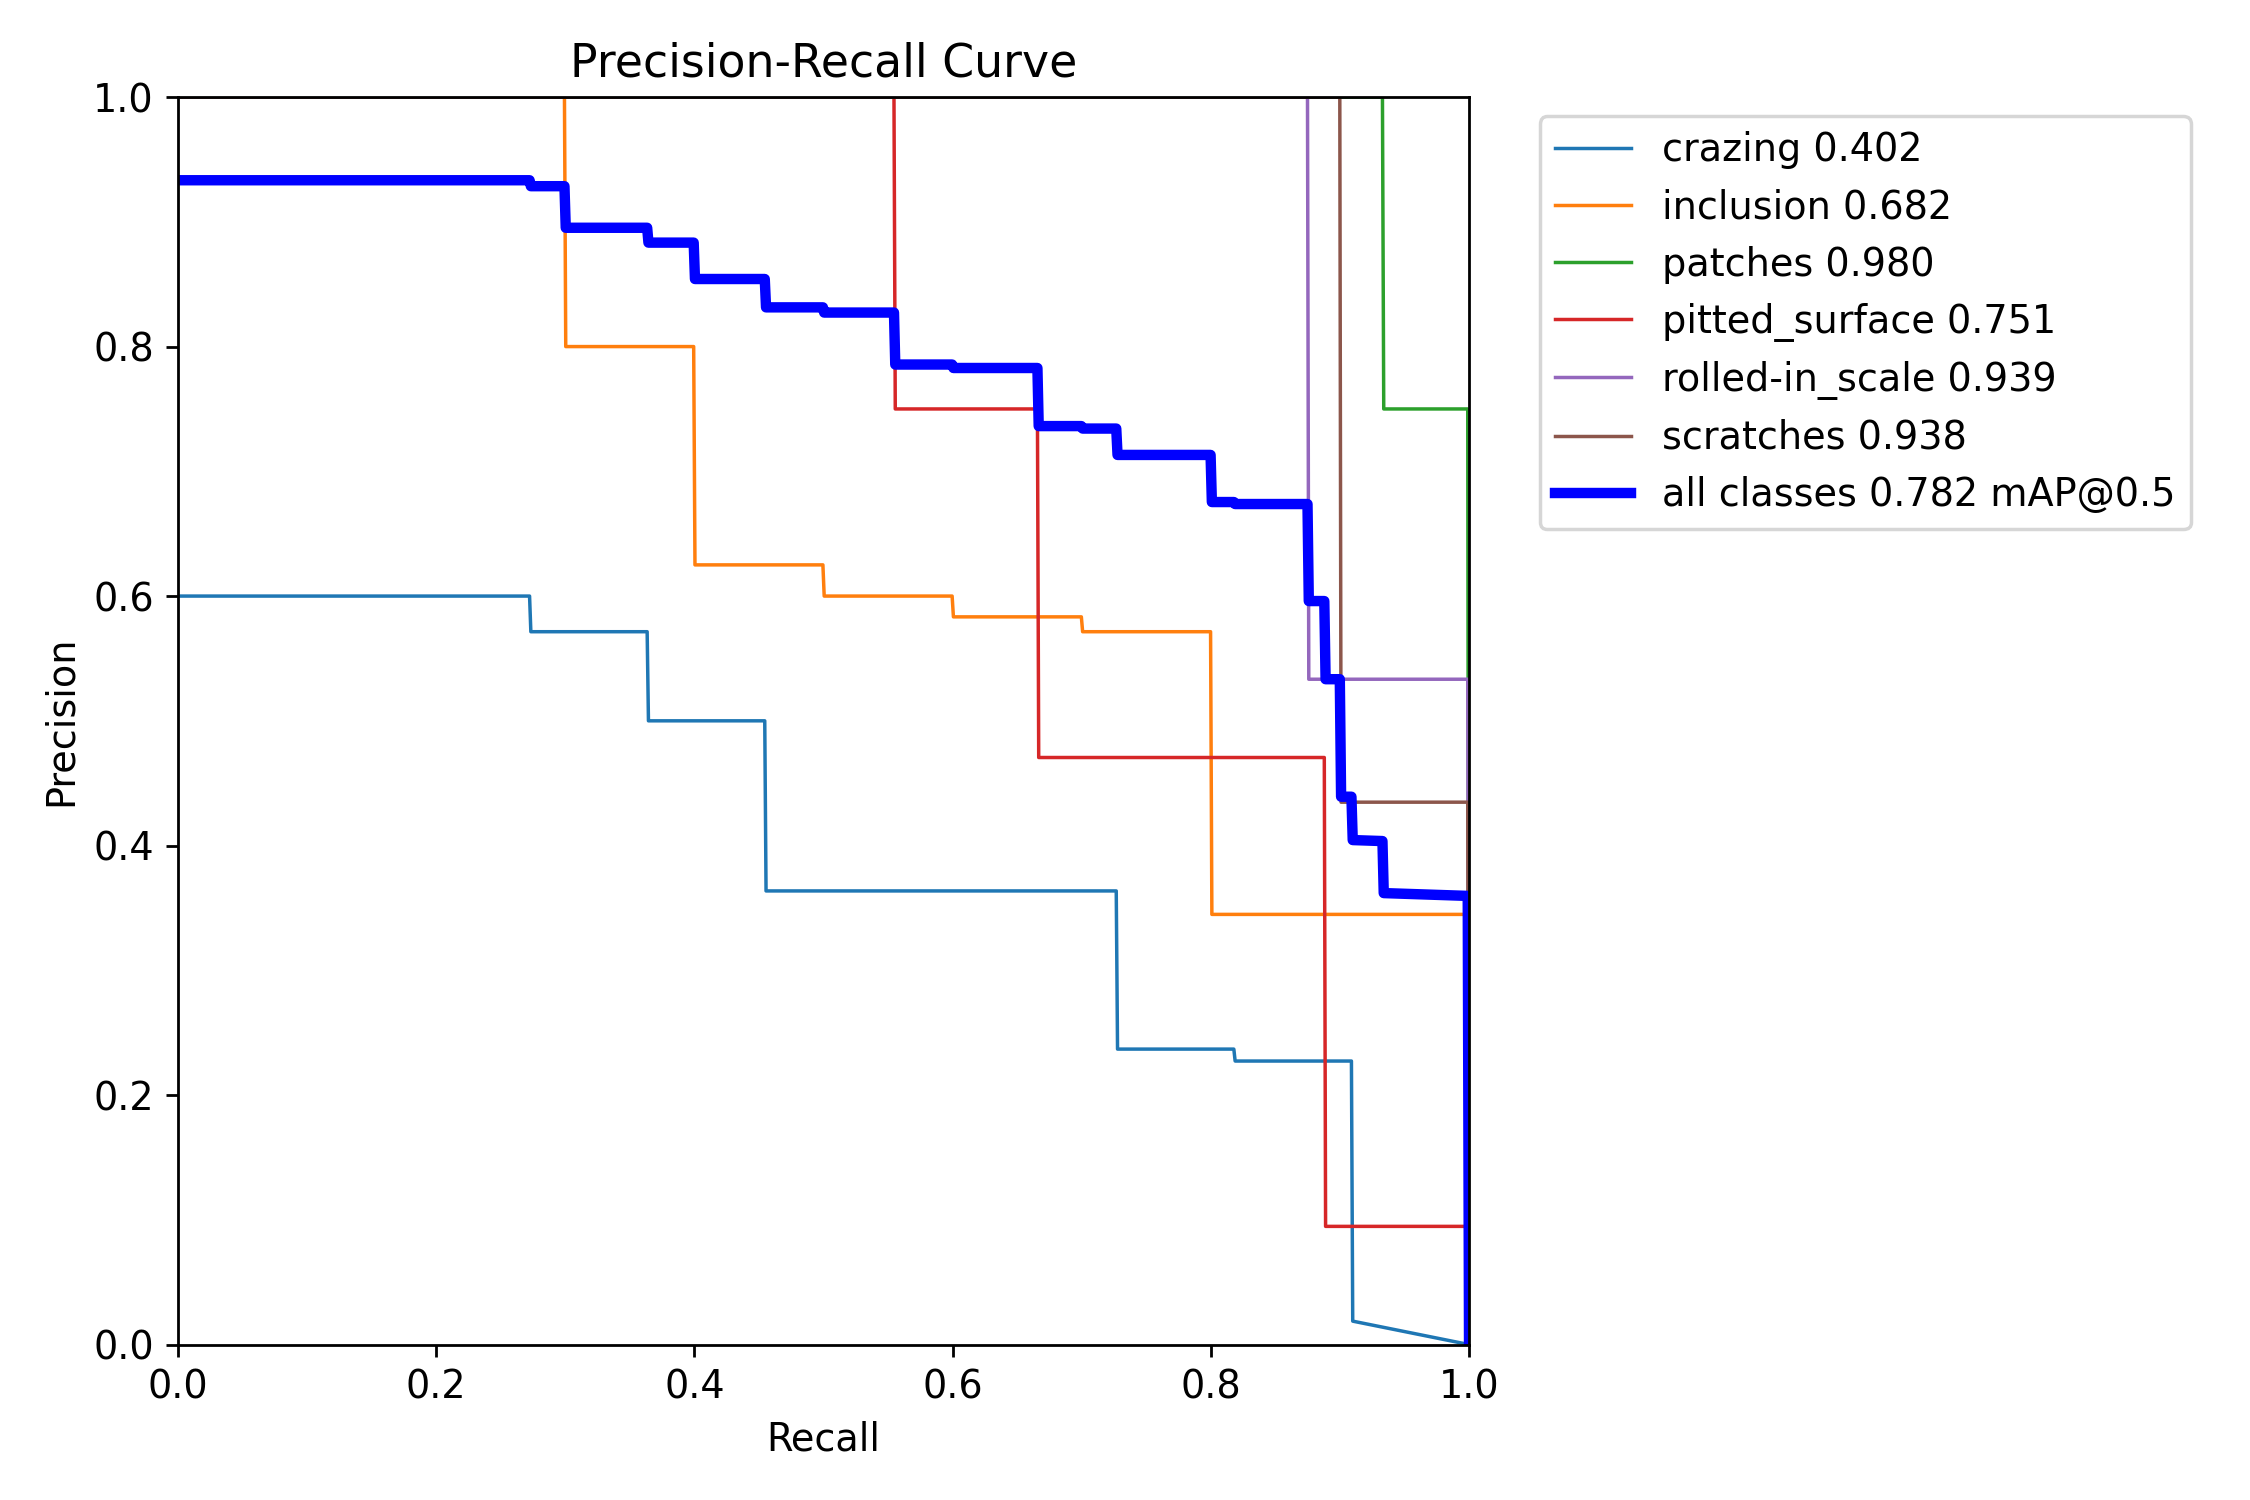 Precision-Recall Curve
1.0
0.8
0.6
0.4
0.2
0.0
Precision
0.0 0.2 0.4 0.6 0.8 1.0
Recall
crazing 0.402
inclusion 0.682
patches 0.980
pitted_surface 0.751
rolled-in_scale 0.939
scratches 0.938
all classes 0.782 mAP@0.5